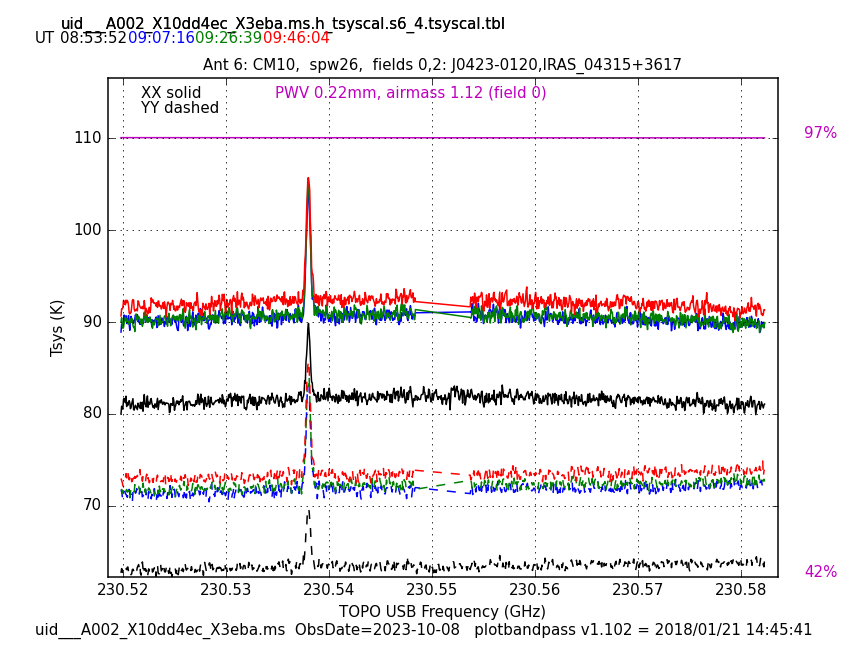 uid___A002_X10dd4ec_X3eba.ms.h_tsyscal.s6_4.tsyscal.tbl
UT 08:53:52 09:07:16 09:26:39 09:46:04
Ant 6: CM10,  spw26,  fields 0,2: J0423-0120,IRAS_04315+3617
XX solid PWV 0.22mm, airmass 1.12 (field 0)
YY dashed
97%
110
100
90
80
70
Tsys (K)
42%
230.52 230.53 230.54 230.55 230.56 230.57 230.58
TOPO USB Frequency (GHz)
uid___A002_X10dd4ec_X3eba.ms  ObsDate=2023-10-08   plotbandpass v1.102 = 2018/01/21 14:45:41